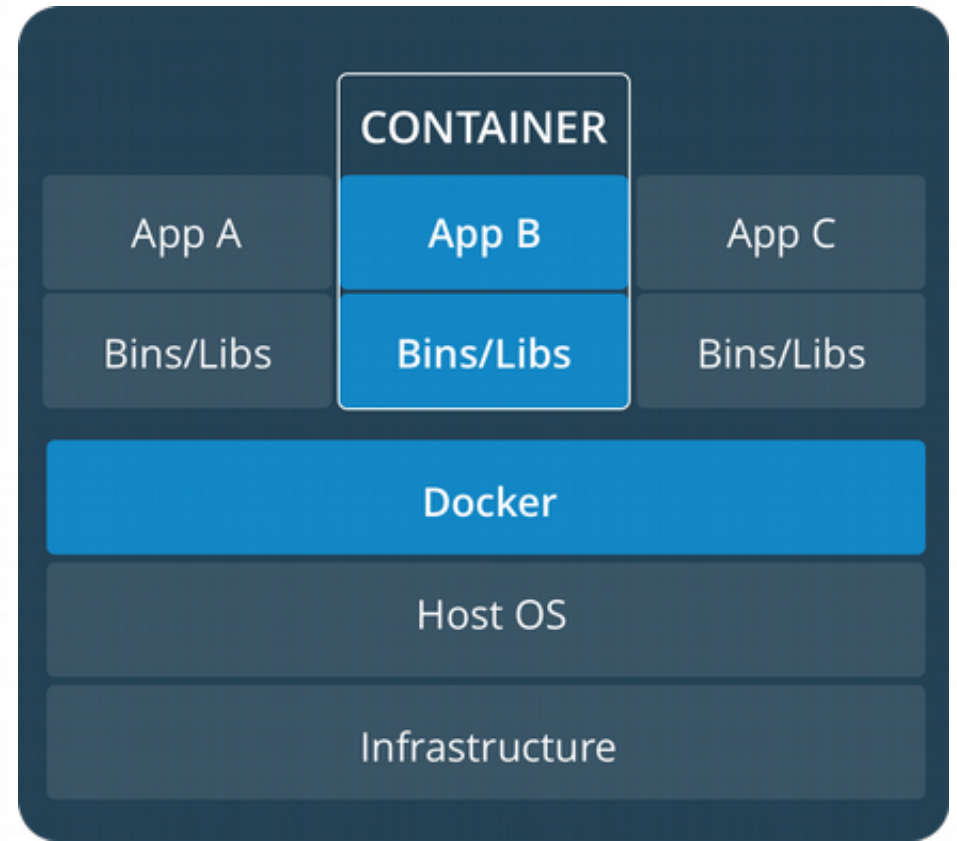 CONTAINER
App A
App B
App C
Bins/Libs
Bins/Libs
Bins/Libs
Docker
Host OS
Infrastructure